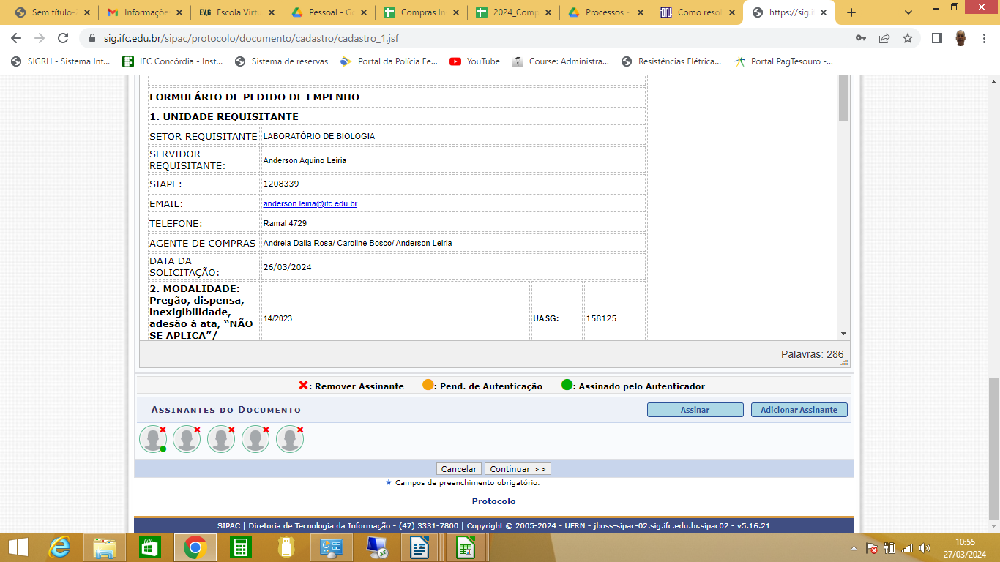 Sem título-
Informaçõe
EV.G Escola Virtu
Pessoal - Go
Compras In
2024_Comp
Processos -
Como resol
https://sig.i
sig.ifc.edu.br/sipac/protocolo/documento/cadastro/cadastro_1.jsf
SIGRH - Sistema Int...
IFC Concórdia - Inst...
Sistema de reservas
Portal da Polícia Fe...
YouTube
Course: Administra...
Resistências Elétrica...
Portal PagTesouro -...
FORMULÁRIO DE PEDIDO DE EMPENHO
1. UNIDADE REQUISITANTE
SETOR REQUISITANTE LABORATÓRIO DE BIOLOGIA
SERVIDOR
REQUISITANTE: Anderson Aquino Leiria
SIAPE: 1208339
EMAIL: anderson.leiria@ifc.edu.br
TELEFONE: Ramal 4729
AGENTE DE COMPRAS Andreia Dalla Rosa/ Caroline Bosco/ Anderson Leiria
DATA DA
SOLICITAÇÃO: 26/03/2024
2. MODALIDADE:
Pregão, dispensa,
inexigibilidade,
adesão à ata, “NÃO
SE APLICA”/
14/2023
UASG:
158125
Palavras: 286
: Remover Assinante : Pend. de Autenticação : Assinado pelo Autenticador
ASSINANTES DO DOCUMENTO
Assinar
Adicionar Assinante
Cancelar
Continuar >>
Campos de preenchimento obrigatório.
Protocolo
SIPAC | Diretoria de Tecnologia da Informação - (47) 3331-7800 | Copyright © 2005-2024 - UFRN - jboss-sipac-02.sig.ifc.edu.br.sipac02 - v5.16.21
10:55
27/03/2024